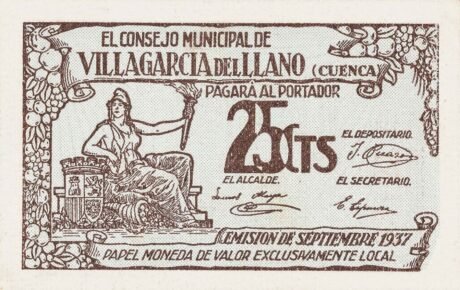 EL CONSEJO MUNICIPAL DE
VILLAGARCIA DEL LLANO (CUENCA)
PAGARÁ AL PORTADOR
25 CTS
EL DEPOSITARIO.
EL ALCALDE.
EL SECRETARIO.
EMISION DE SEPTIEMBRE 1937
PAPEL MONEDA DE VALOR EXCLUSIVAMENTE LOCAL